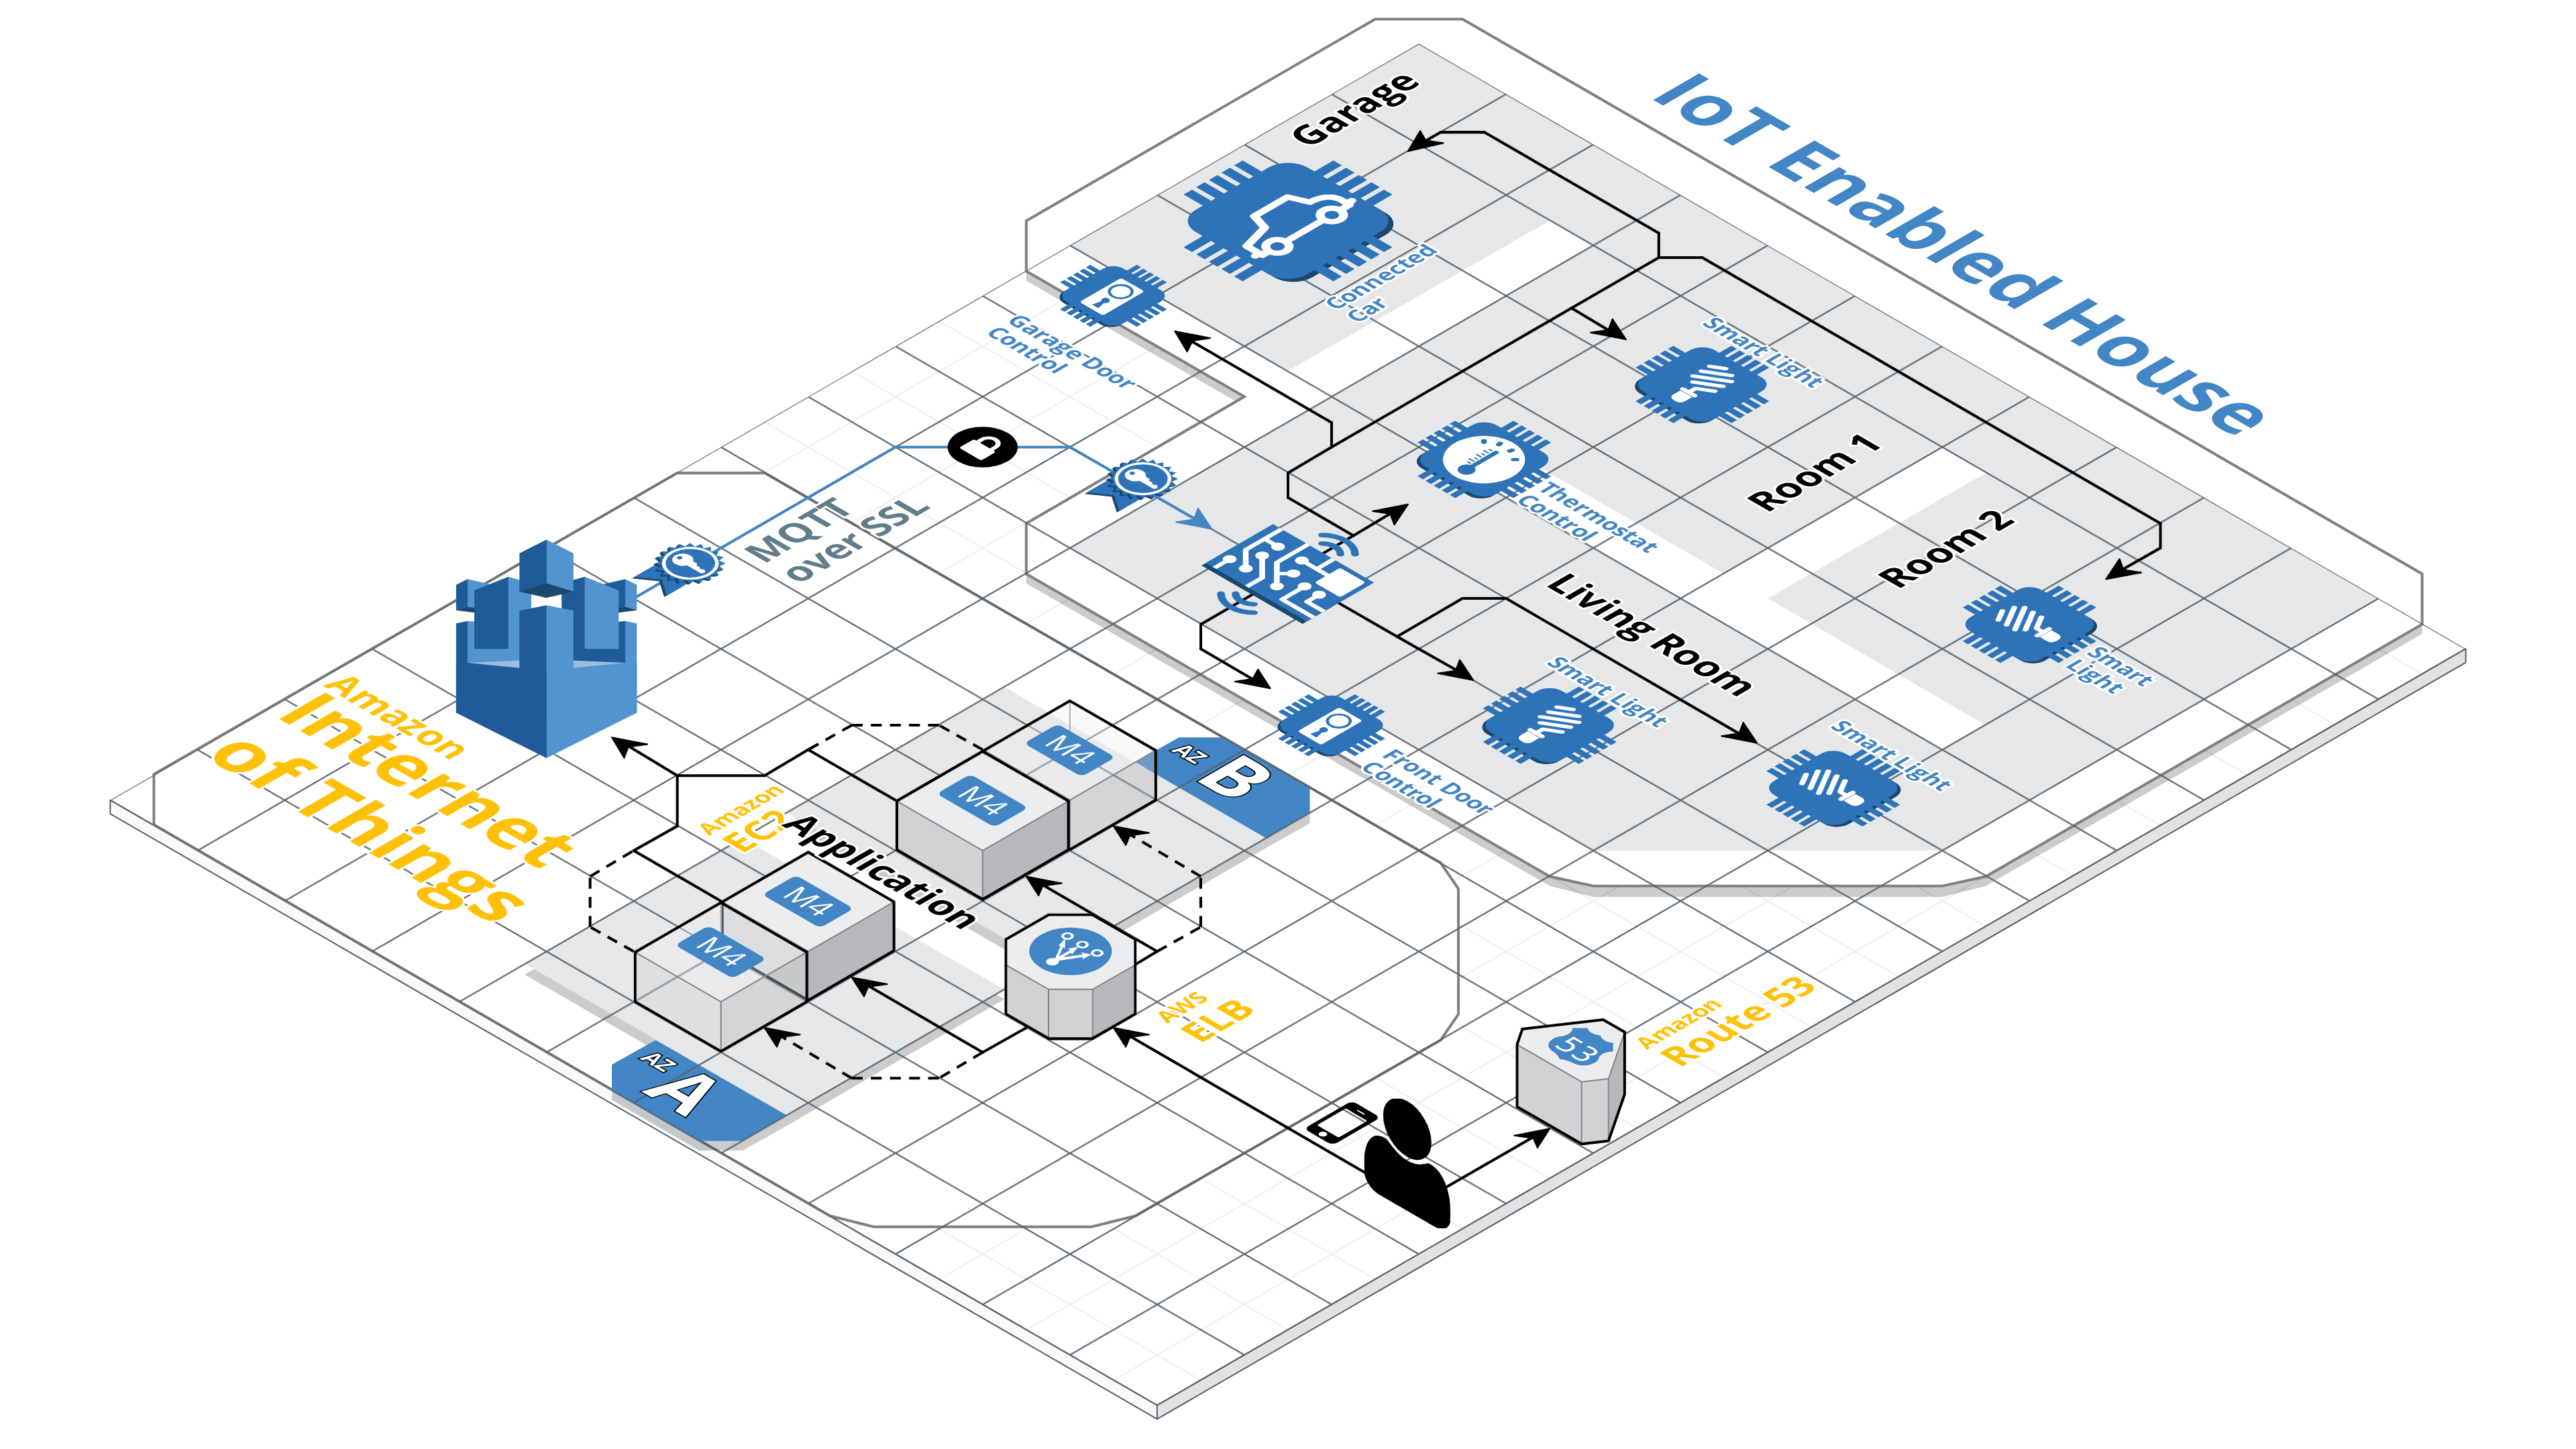 IoT Enabled House
Garage
Connected
Car
Garage Door
Control
Smart Light
Room 1
Thermostat
Control
Room 2
Smart
Light
Living Room
Smart Light
Smart Light
Front Door
Control
MQTT
over SSL
Amazon
Internet
of Things
Amazon
EC2
Application
M4
M4
M4
M4
AZ
B
AZ
A
AWS
ELB
53
Amazon
Route 53